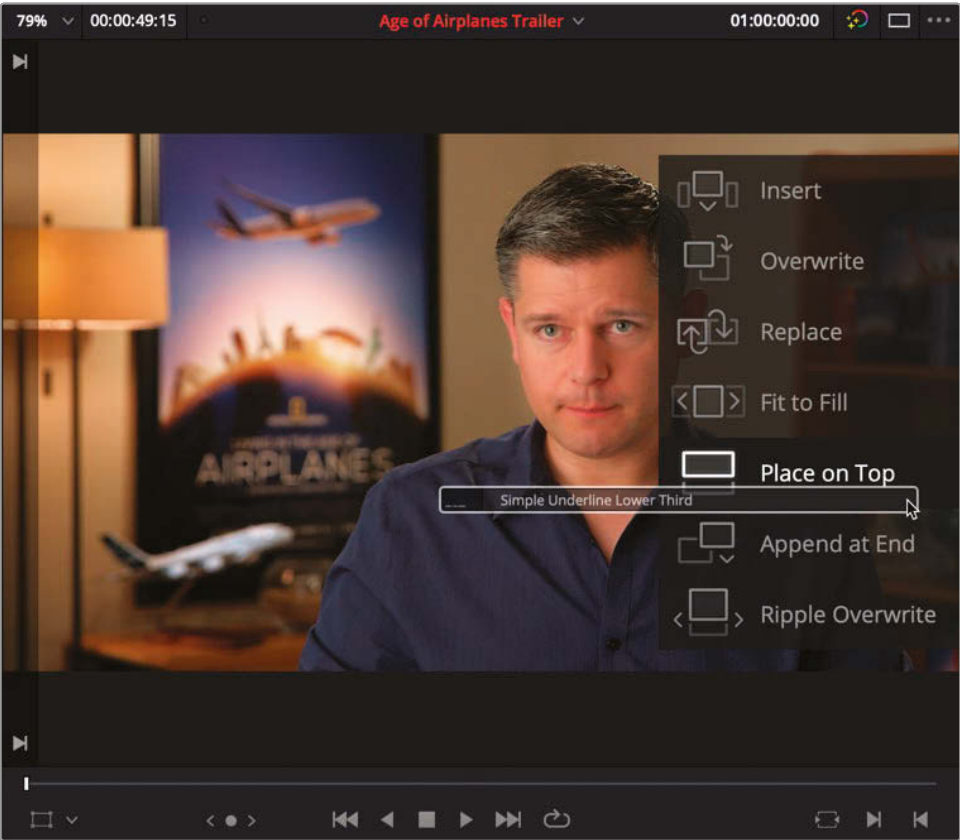 79% 00:00:49:15 Age of Airplanes Trailer 01:00:00:00
Insert
Overwrite
Replace
Fit to Fill
Place on Top
Simple Underline Lower Third
Append at End
Ripple Overwrite
AIRPLANES